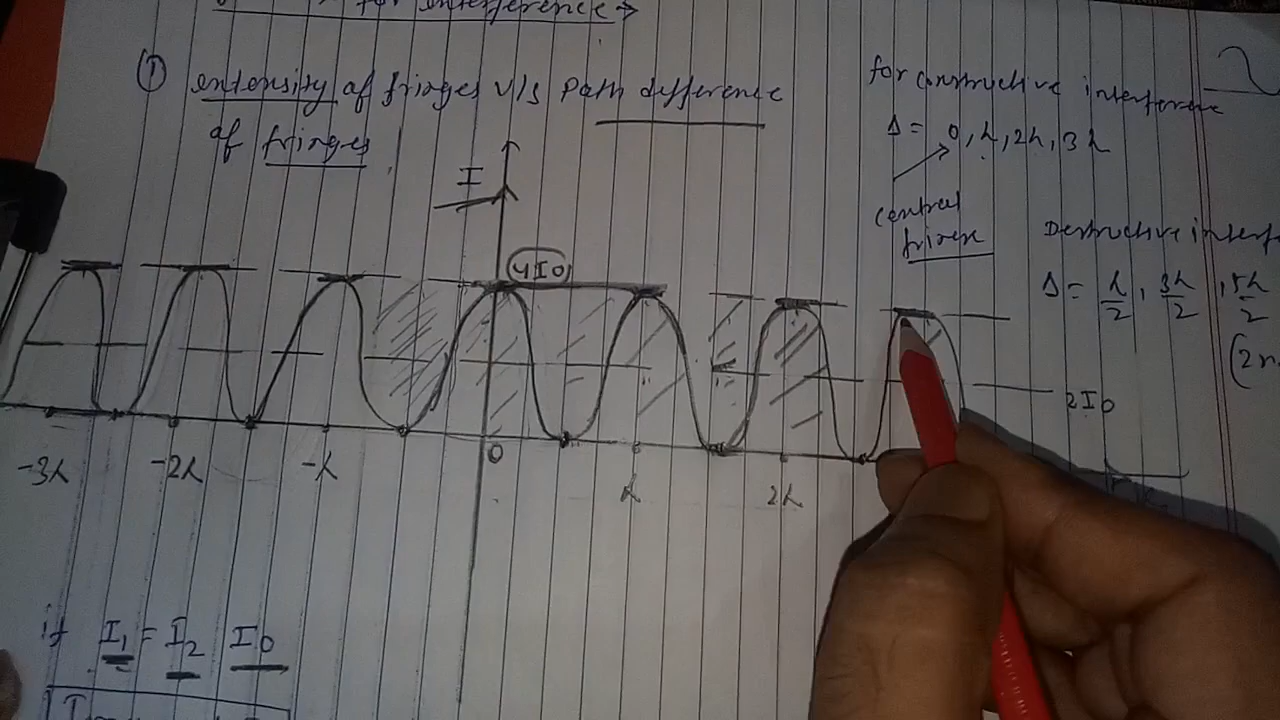 for interference →
① intensity of fringes v/s Path difference
of fringes
I
4I0
0
-3λ -2λ -λ λ 2λ
2I0
for constructive interference
Δ = 0, λ, 2λ, 3λ
central
fringe
Destructive interf
Δ = λ/2, 3λ/2, 5λ/2
(2n
if I₁ = I₂ I0